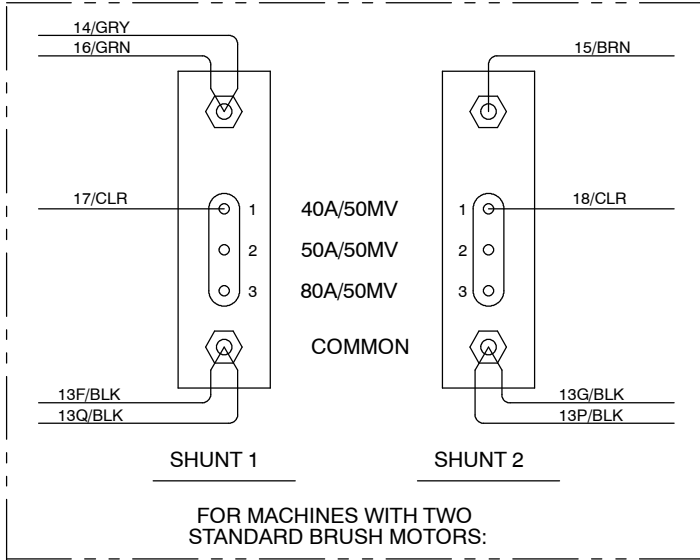 14/GRY
16/GRN
15/BRN
17/CLR
18/CLR
1
40A/50MV
1
2
50A/50MV
2
3
80A/50MV
3
COMMON
13F/BLK
13G/BLK
13Q/BLK
13P/BLK
SHUNT 1
SHUNT 2
FOR MACHINES WITH TWO
STANDARD BRUSH MOTORS: